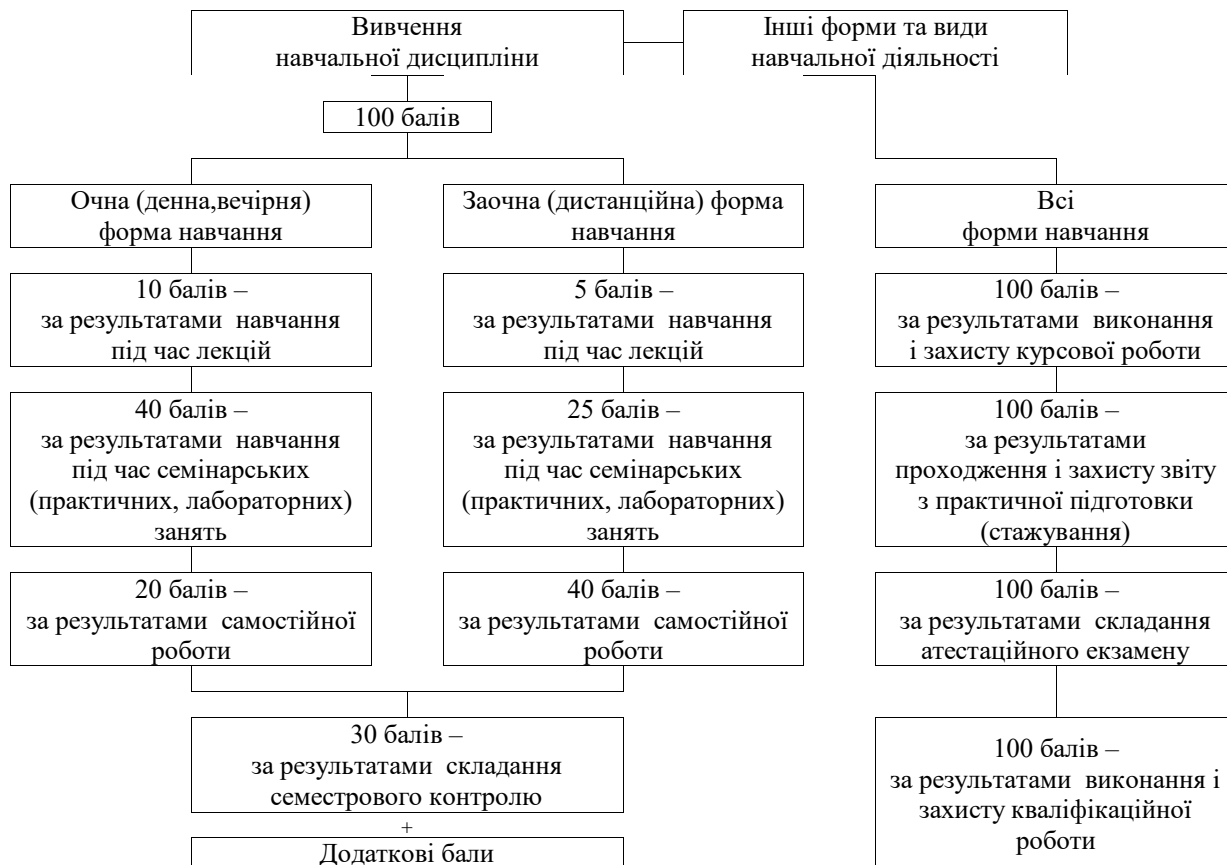 Вивчення
навчальної дисципліни
Інші форми та види
навчальної діяльності
100 балів
Очна (денна,вечірня)
форма навчання
Заочна (дистанційна) форма
навчання
Всі
форми навчання
10 балів –
за результатами навчання
під час лекцій
5 балів –
за результатами навчання
під час лекцій
100 балів –
за результатами виконання
і захисту курсової роботи
40 балів –
за результатами навчання
під час семінарських
(практичних, лабораторних)
занять
25 балів –
за результатами навчання
під час семінарських
(практичних, лабораторних)
занять
100 балів –
за результатами
проходження і захисту звіту
з практичної підготовки
(стажування)
20 балів –
за результатами самостійної
роботи
40 балів –
за результатами самостійної
роботи
100 балів –
за результатами складання
атестаційного екзамену
30 балів –
за результатами складання
семестрового контролю
+
Додаткові бали
100 балів –
за результатами виконання і
захисту кваліфікаційної
роботи